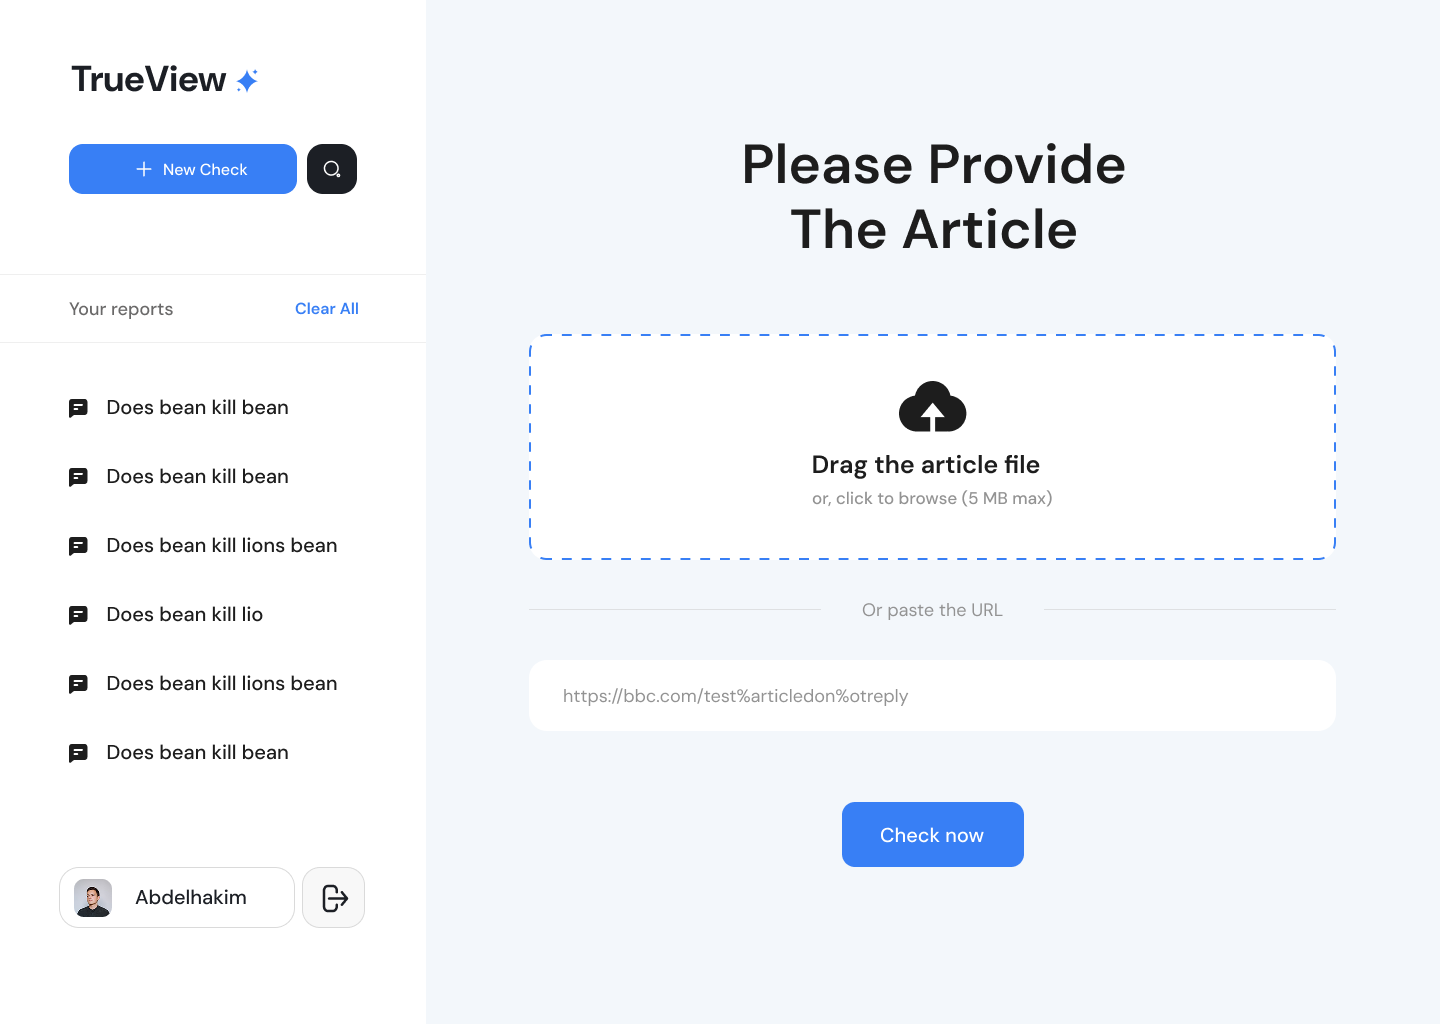 TrueView
New Check
Your reports
Clear All
Does bean kill bean
Does bean kill bean
Does bean kill lions bean
Does bean kill lio
Does bean kill lions bean
Does bean kill bean
Abdelhakim
Please Provide
The Article
Drag the article file
or, click to browse (5 MB max)
Or paste the URL
https://bbc.com/test%articledon%otreply
Check now